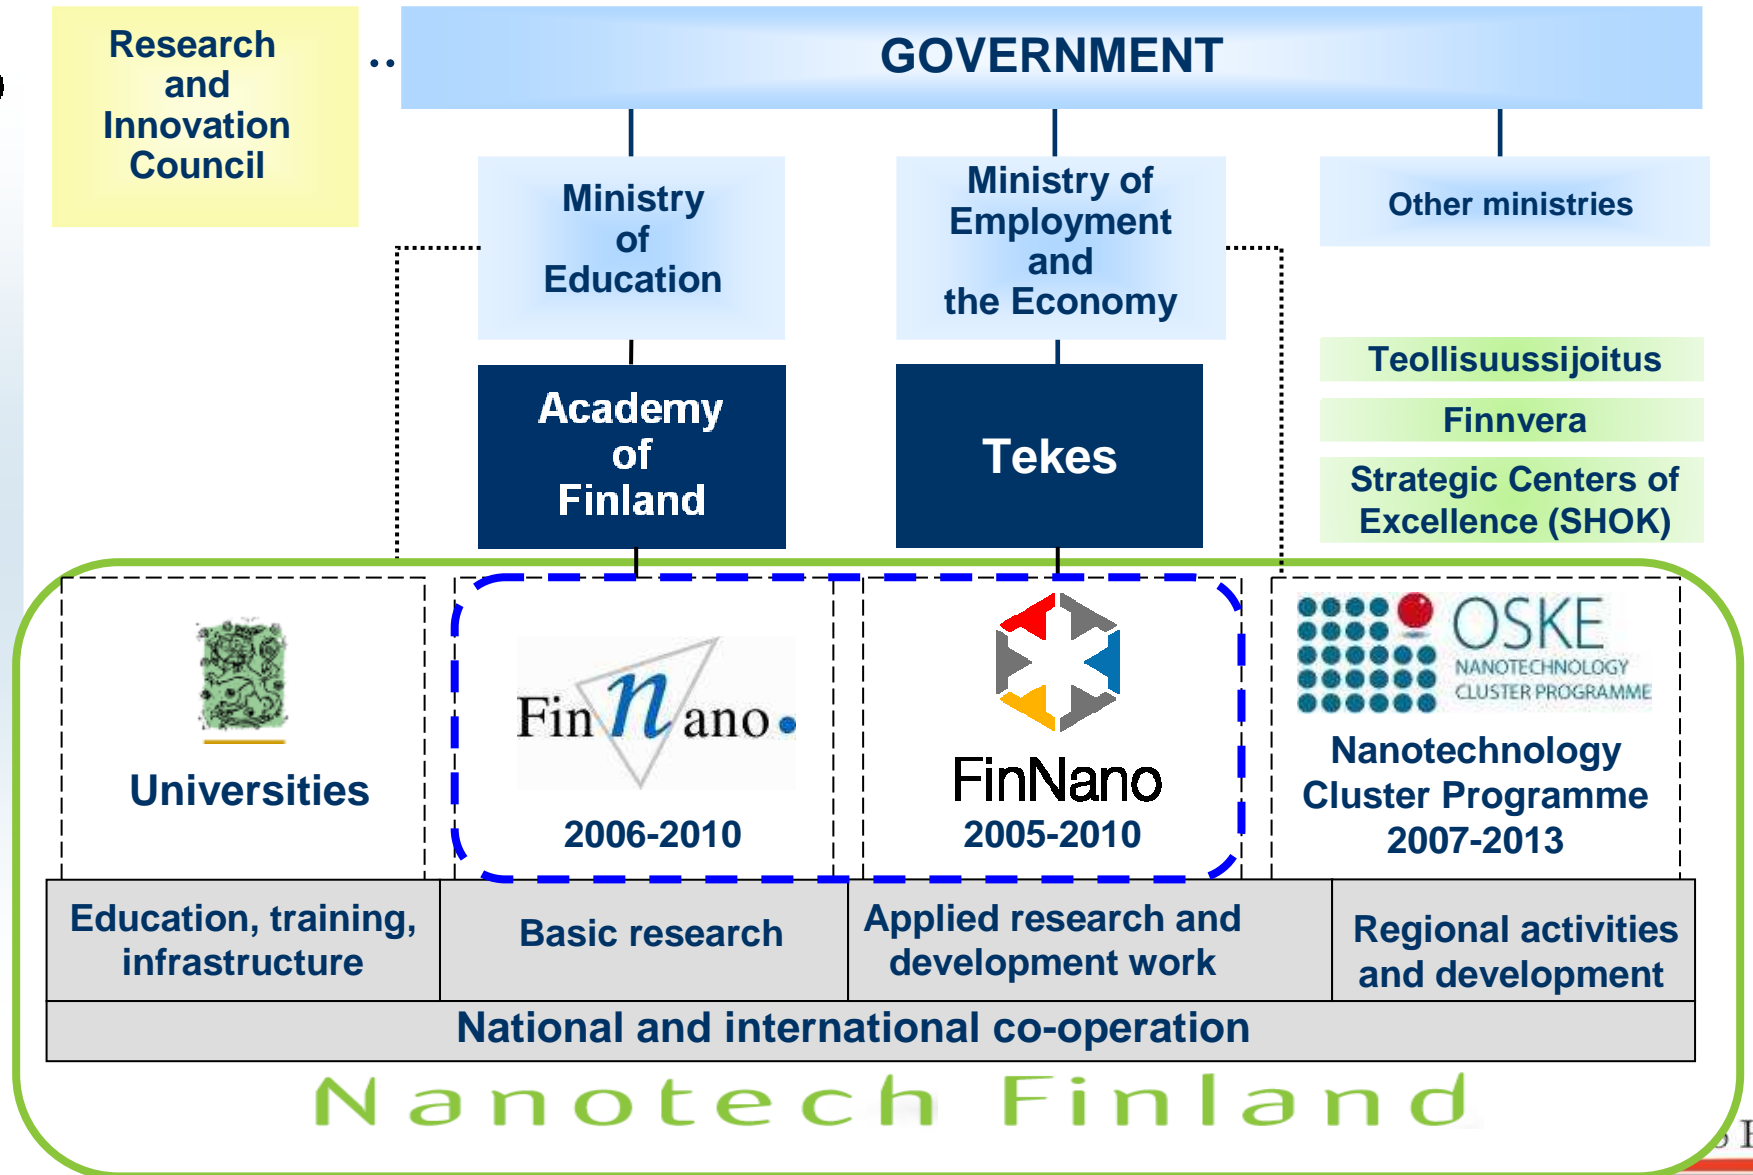 Research
and
Innovation
Council
GOVERNMENT
Ministry
of
Education
Ministry of
Employment
and
the Economy
Other ministries
Academy
of
Finland
Tekes
Teollisuussijoitus
Finnvera
Strategic Centers of
Excellence (SHOK)
Universities
FinNano
2006-2010
FinNano
2005-2010
OSKE
NANOTECHNOLOGY
CLUSTER PROGRAMME
Nanotechnology
Cluster Programme
2007-2013
Education, training,
infrastructure
Basic research
Applied research and
development work
Regional activities
and development
National and international co-operation
Nanotech Finland